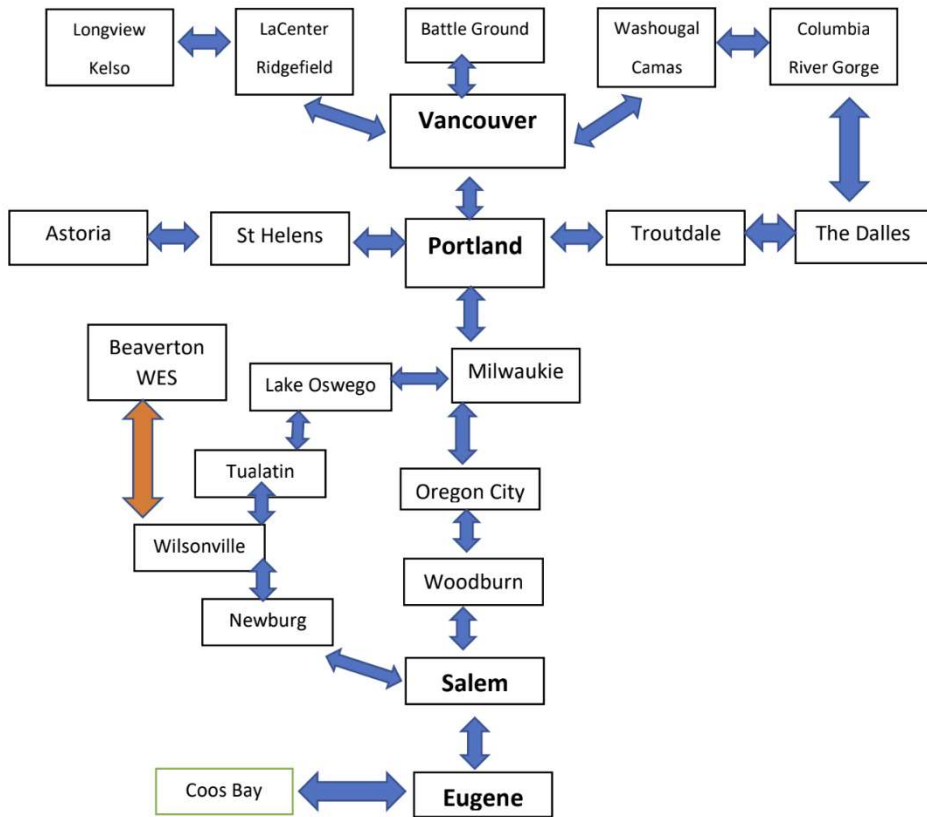 Longview
Kelso
LaCenter
Ridgefield
Battle Ground
Washougal
Camas
Columbia
River Gorge
Vancouver
Astoria
St Helens
Portland
Troutdale
The Dalles
Beaverton
WES
Lake Oswego
Milwaukie
Tualatin
Oregon City
Wilsonville
Woodburn
Newburg
Salem
Coos Bay
Eugene